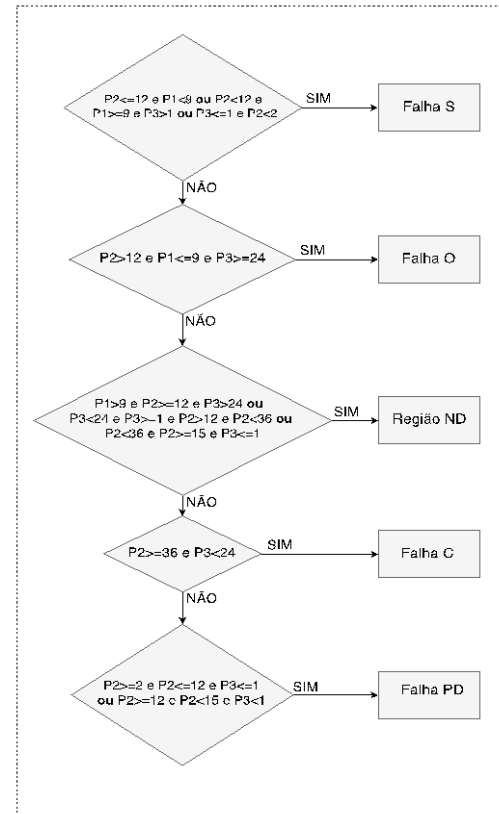 P2<=12 e P1<9 ou P2<12 e
P1>=9 e P3>1 ou P3<=1 e P2<2
SIM
Falha S
NÃO
P2>12 e P1<=9 e P3>=24
SIM
Falha O
NÃO
P1>9 e P2>=12 e P3>24 ou
P3<24 e P3>=1 e P2>12 e P2<36 ou
P2<36 e P2>=15 e P3<=1
SIM
Região ND
NÃO
P2>=36 e P3<24
SIM
Falha C
NÃO
P2>=2 e P2<=12 e P3<=1
ou P2>=12 e P2<15 e P3<1
SIM
Falha PD